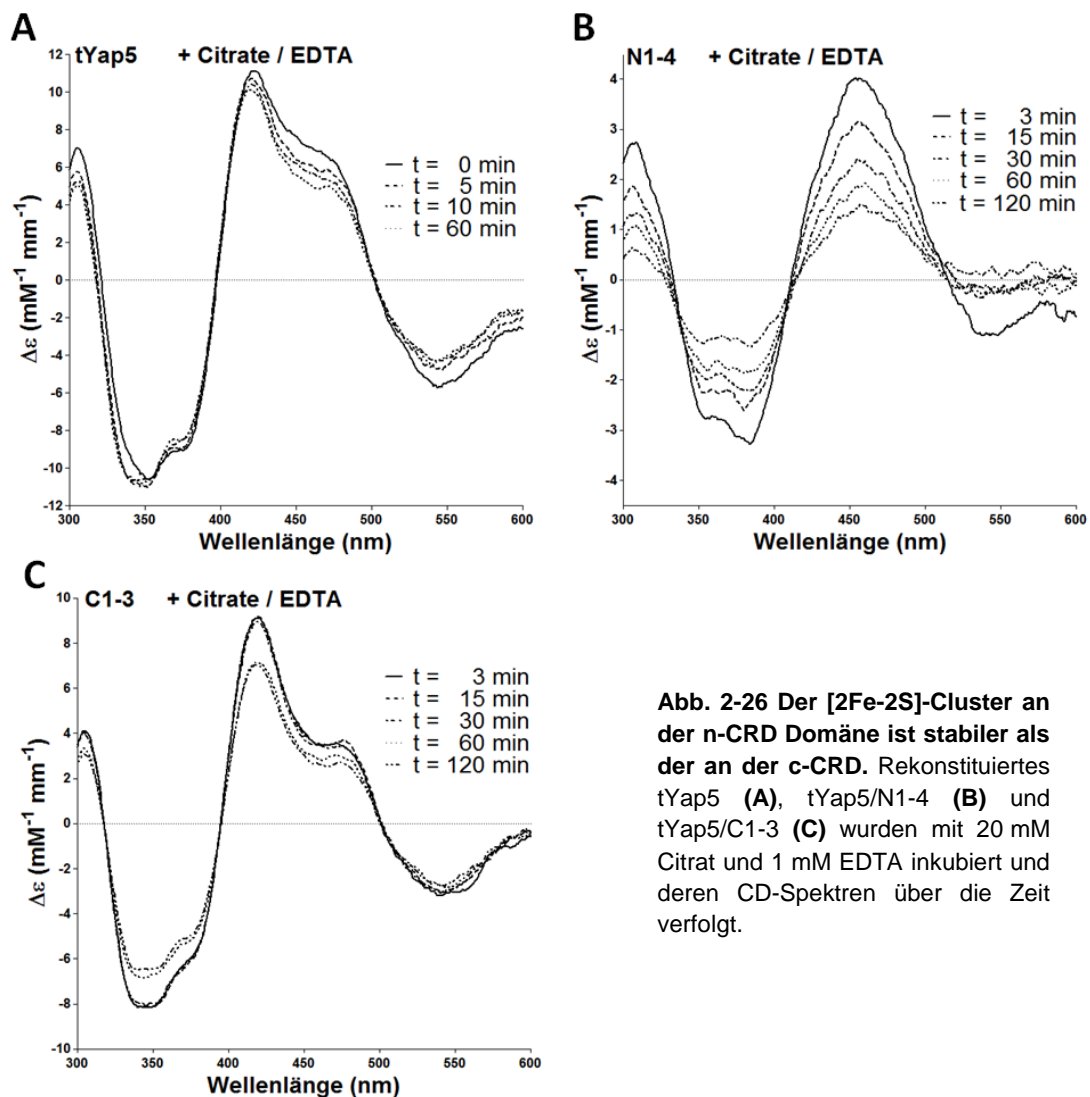 A
tYap5 + Citrate / EDTA
12
10
8
6
4
2
0
-2
-4
-6
-8
-10
-12
Δε (mM-1 mm-1)
t = 0 min
t = 5 min
t = 10 min
t = 60 min
300 350 400 450 500 550 600
Wellenlänge (nm)
B
N1-4 + Citrate / EDTA
4
3
2
1
0
-1
-2
-3
-4
Δε (mM-1 mm-1)
t = 3 min
t = 15 min
t = 30 min
t = 60 min
t = 120 min
300 350 400 450 500 550 600
Wellenlänge (nm)
C
C1-3 + Citrate / EDTA
10
8
6
4
2
0
-2
-4
-6
-8
-10
Δε (mM-1 mm-1)
t = 3 min
t = 15 min
t = 30 min
t = 60 min
t = 120 min
300 350 400 450 500 550 600
Wellenlänge (nm)
Abb. 2-26 Der [2Fe-2S]-Cluster an
der n-CRD Domäne ist stabiler als
der an der c-CRD. Rekonstituiertes
tYap5 (A), tYap5/N1-4 (B) und
tYap5/C1-3 (C) wurden mit 20 mM
Citrat und 1 mM EDTA inkubiert und
deren CD-Spektren über die Zeit
verfolgt.